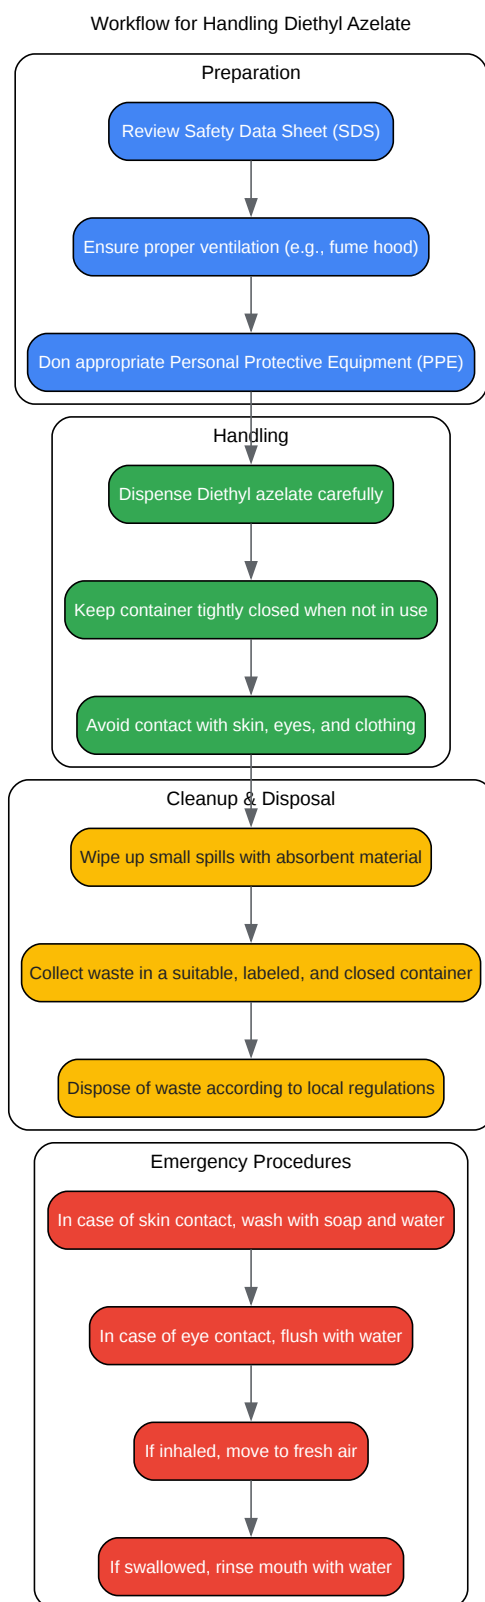 Workflow for Handling Diethyl Azelate
Preparation
Review Safety Data Sheet (SDS)
Ensure proper ventilation (e.g., fume hood)
Don appropriate Personal Protective Equipment (PPE)
Handling
Dispense Diethyl azelate carefully
Keep container tightly closed when not in use
Avoid contact with skin, eyes, and clothing
Cleanup & Disposal
Wipe up small spills with absorbent material
Collect waste in a suitable, labeled, and closed container
Dispose of waste according to local regulations
Emergency Procedures
In case of skin contact, wash with soap and water
In case of eye contact, flush with water
If inhaled, move to fresh air
If swallowed, rinse mouth with water